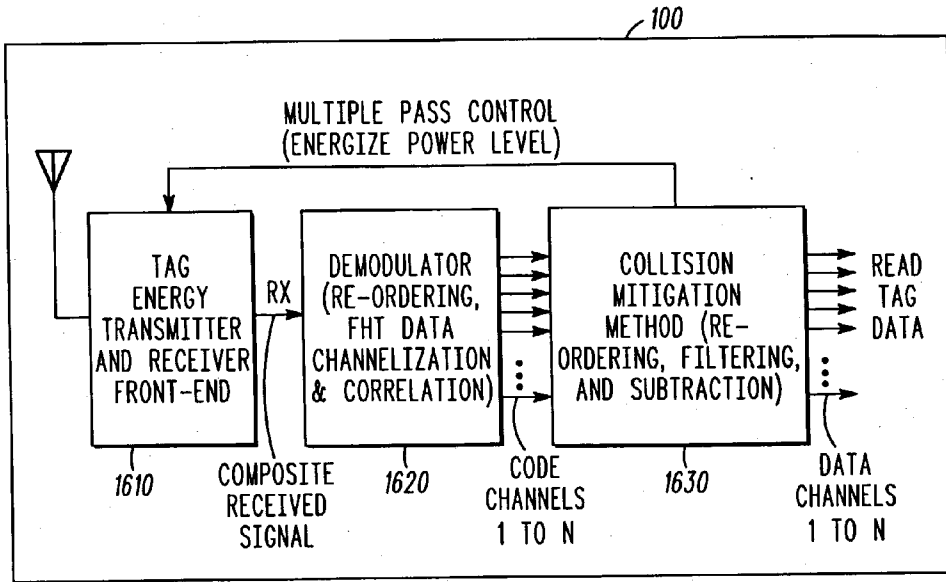 100
MULTIPLE PASS CONTROL
(ENERGIZE POWER LEVEL)
TAG
ENERGY
TRANSMITTER
AND RECEIVER
FRONT-END
RX
DEMODULATOR
(RE-ORDERING,
FHT DATA
CHANNELIZATION
& CORRELATION)
COLLISION
MITIGATION
METHOD (RE-
ORDERING, FILTERING,
AND SUBTRACTION)
READ
TAG
DATA
1610
COMPOSITE
RECEIVED
SIGNAL
1620
CODE
CHANNELS
1 TO N
1630
DATA
CHANNELS
1 TO N